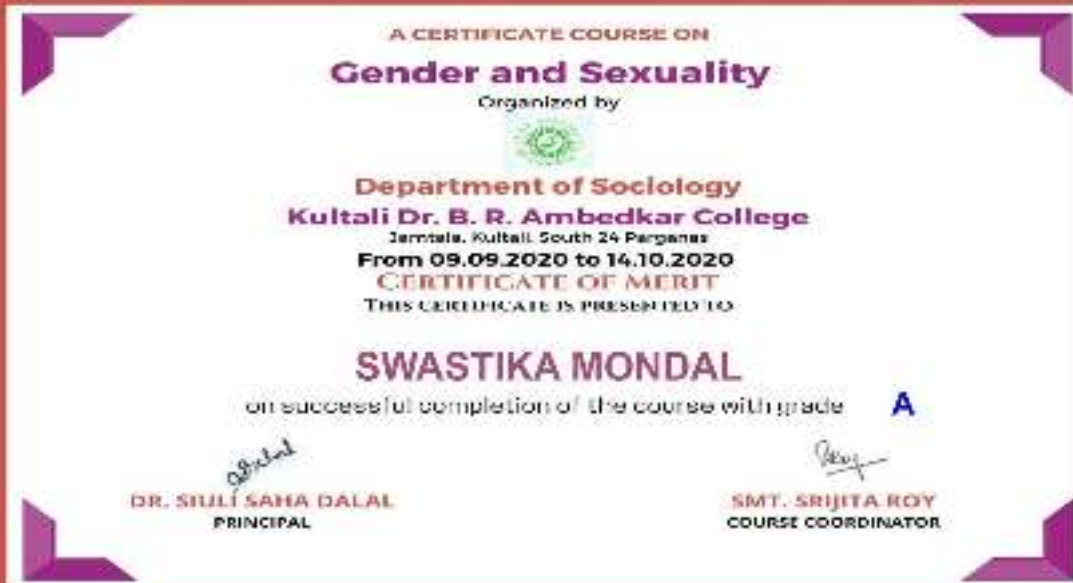 A CERTIFICATE COURSE ON
Gender and Sexuality
Organized by
Department of Sociology
Kultali Dr. B. R. Ambedkar College
Jamtala, Kultali, South 24 Parganas
From 09.09.2020 to 14.10.2020
CERTIFICATE OF MERIT
THIS CERTIFICATE IS PRESENTED TO
SWASTIKA MONDAL
on successful completion of the course with grade A
DR. SIULI SAHA DALAL
PRINCIPAL
SMT. SRIJITA ROY
COURSE COORDINATOR